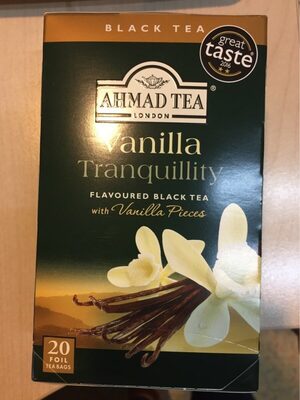 BLACK TEA
great
taste
2016
AHMAD TEA
®
LONDON
Vanilla
Tranquillity
FLAVOURED BLACK TEA
with Vanilla Pieces
20
FOIL
TEA BAGS